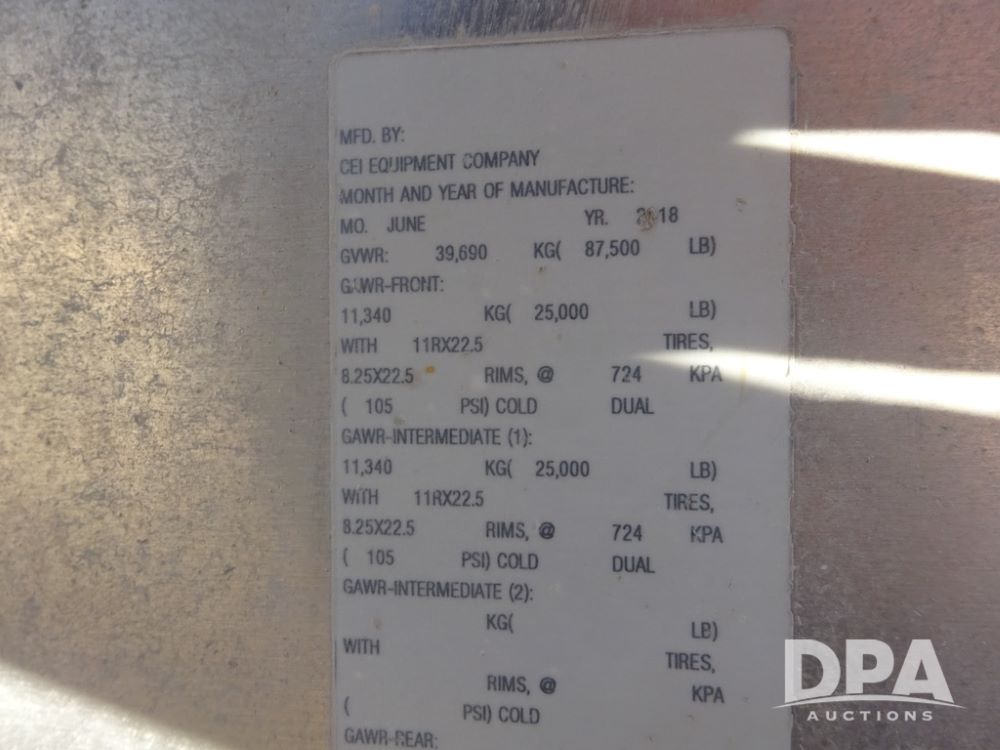 MFD. BY:
CEI EQUIPMENT COMPANY
MONTH AND YEAR OF MANUFACTURE:
MO. JUNE YR. 2018
GVWR: 39,690 KG( 87,500 LB)
GAWR-FRONT:
11,340 KG( 25,000 LB)
WITH 11RX22.5 TIRES,
8.25X22.5 RIMS, @ 724 KPA
( 105 PSI) COLD DUAL
GAWR-INTERMEDIATE (1):
11,340 KG( 25,000 LB)
WITH 11RX22.5 TIRES,
8.25X22.5 RIMS, @ 724 KPA
( 105 PSI) COLD DUAL
GAWR-INTERMEDIATE (2):
KG( LB)
WITH TIRES,
RIMS, @ KPA
( PSI) COLD
GAWR-REAR:
DPA
AUCTIONS